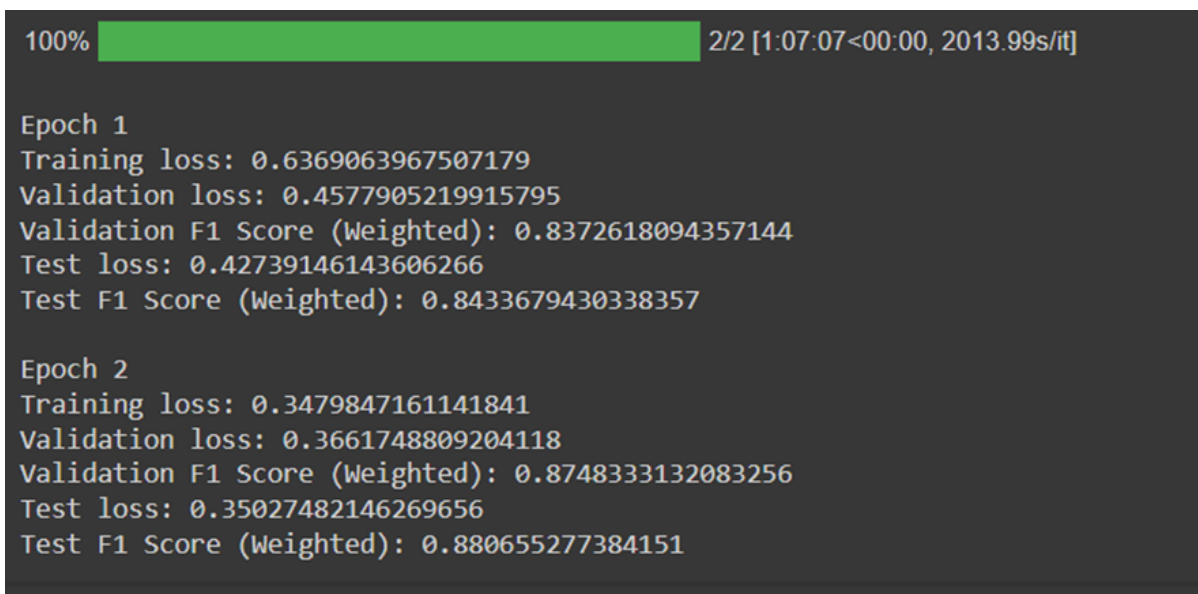 100% 2/2 [1:07:07<00:00, 2013.99s/it]
Epoch 1
Training loss: 0.6369063967507179
Validation loss: 0.4577905219915795
Validation F1 Score (Weighted): 0.8372618094357144
Test loss: 0.42739146143606266
Test F1 Score (Weighted): 0.8433679430338357
Epoch 2
Training loss: 0.3479847161141841
Validation loss: 0.3661748809204118
Validation F1 Score (Weighted): 0.8748333132083256
Test loss: 0.35027482146269656
Test F1 Score (Weighted): 0.880655277384151